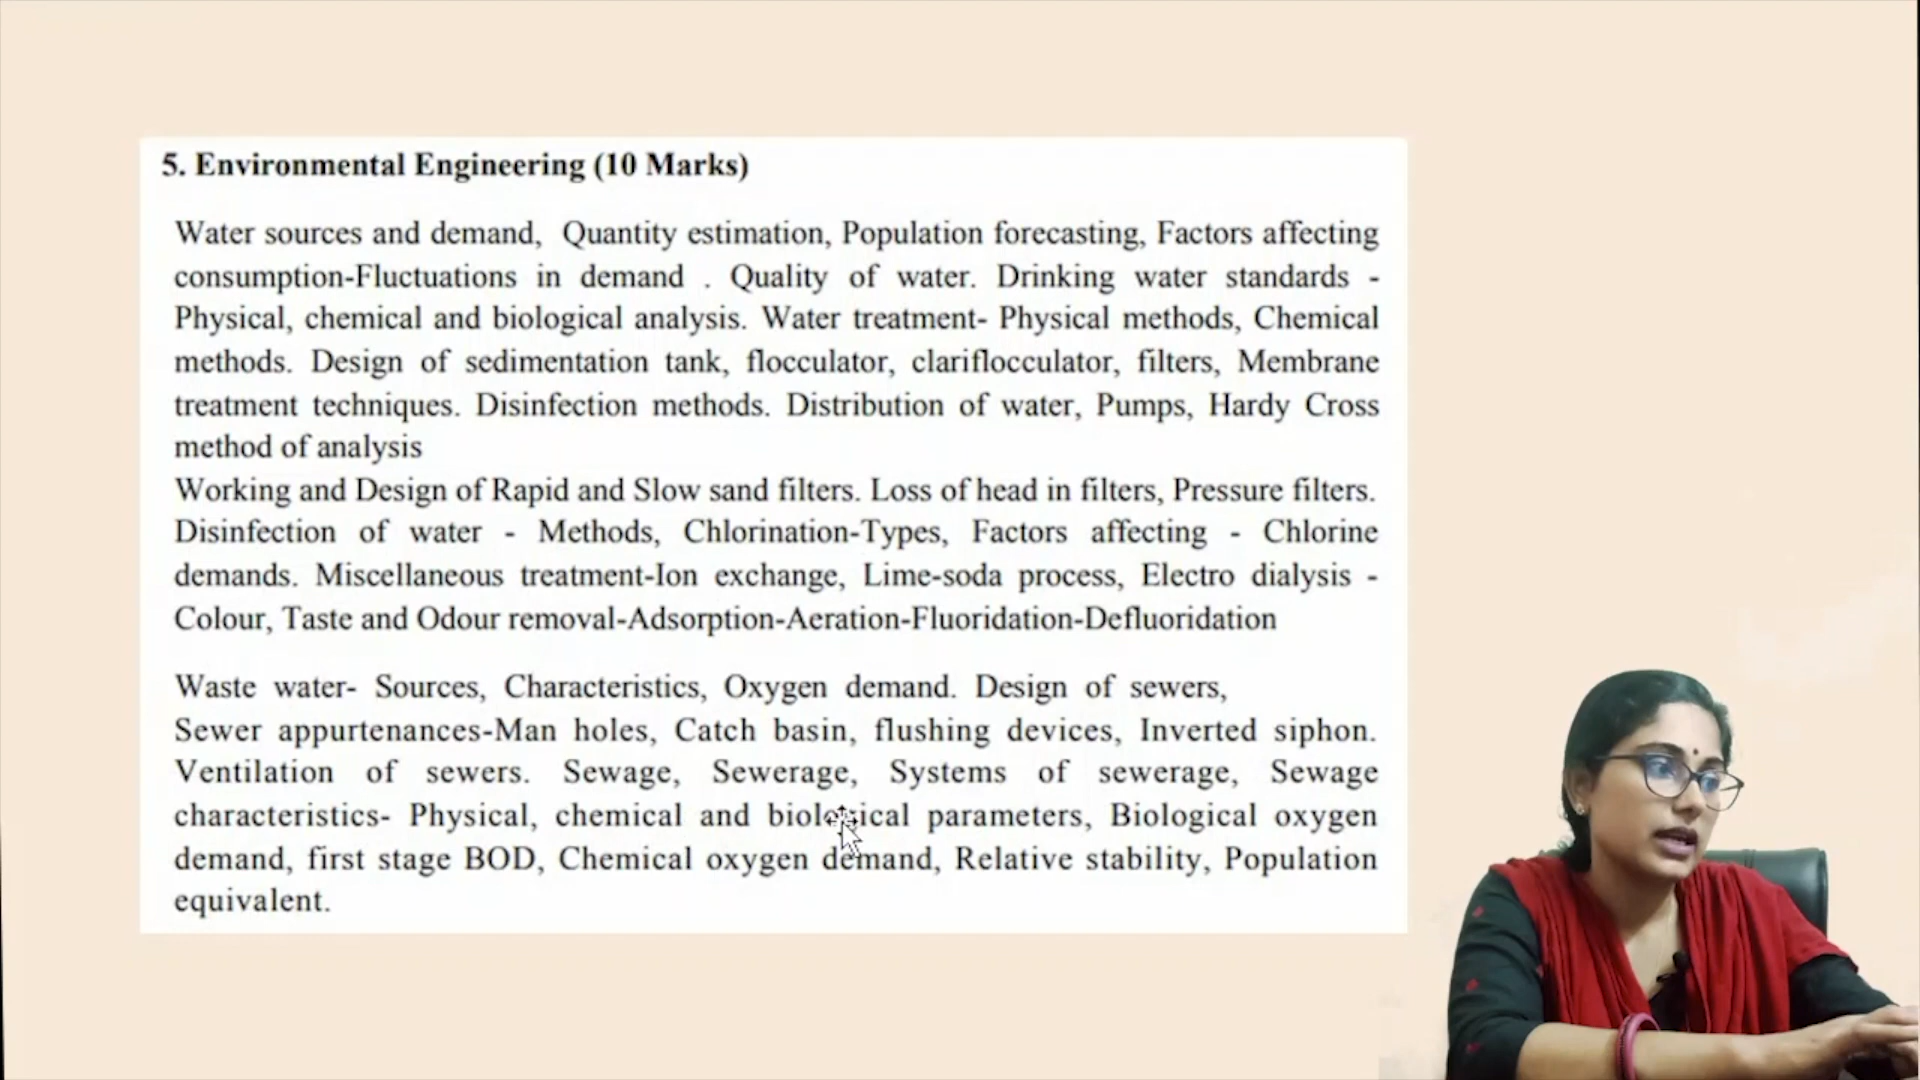 5. Environmental Engineering (10 Marks)
Water sources and demand, Quantity estimation, Population forecasting, Factors affecting
consumption-Fluctuations in demand . Quality of water. Drinking water standards -
Physical, chemical and biological analysis. Water treatment- Physical methods, Chemical
methods. Design of sedimentation tank, flocculator, clariflocculator, filters, Membrane
treatment techniques. Disinfection methods. Distribution of water, Pumps, Hardy Cross
method of analysis
Working and Design of Rapid and Slow sand filters. Loss of head in filters, Pressure filters.
Disinfection of water - Methods, Chlorination-Types, Factors affecting - Chlorine
demands. Miscellaneous treatment-Ion exchange, Lime-soda process, Electro dialysis -
Colour, Taste and Odour removal-Adsorption-Aeration-Fluoridation-Defluoridation
Waste water- Sources, Characteristics, Oxygen demand. Design of sewers,
Sewer appurtenances-Man holes, Catch basin, flushing devices, Inverted siphon.
Ventilation of sewers. Sewage, Sewerage, Systems of sewerage, Sewage
characteristics- Physical, chemical and biological parameters, Biological oxygen
demand, first stage BOD, Chemical oxygen demand, Relative stability, Population
equivalent.